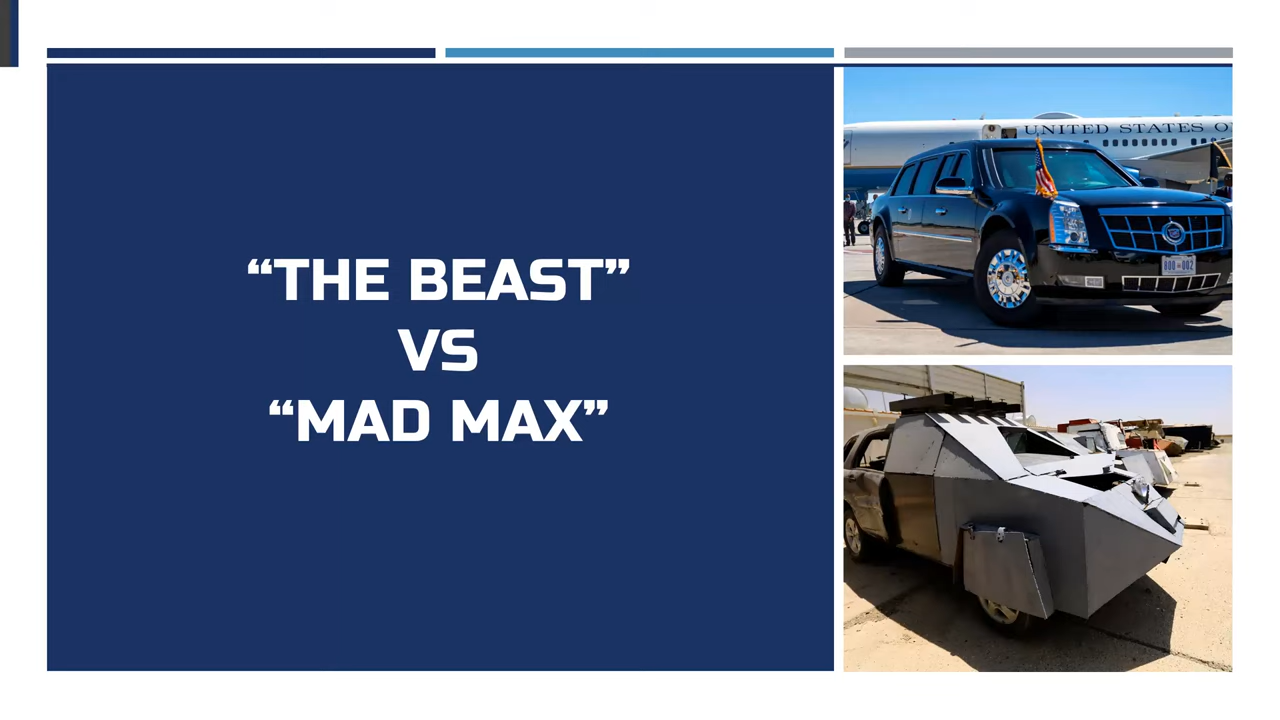 “THE BEAST”
VS
“MAD MAX”
UNITED STATES O
800 002